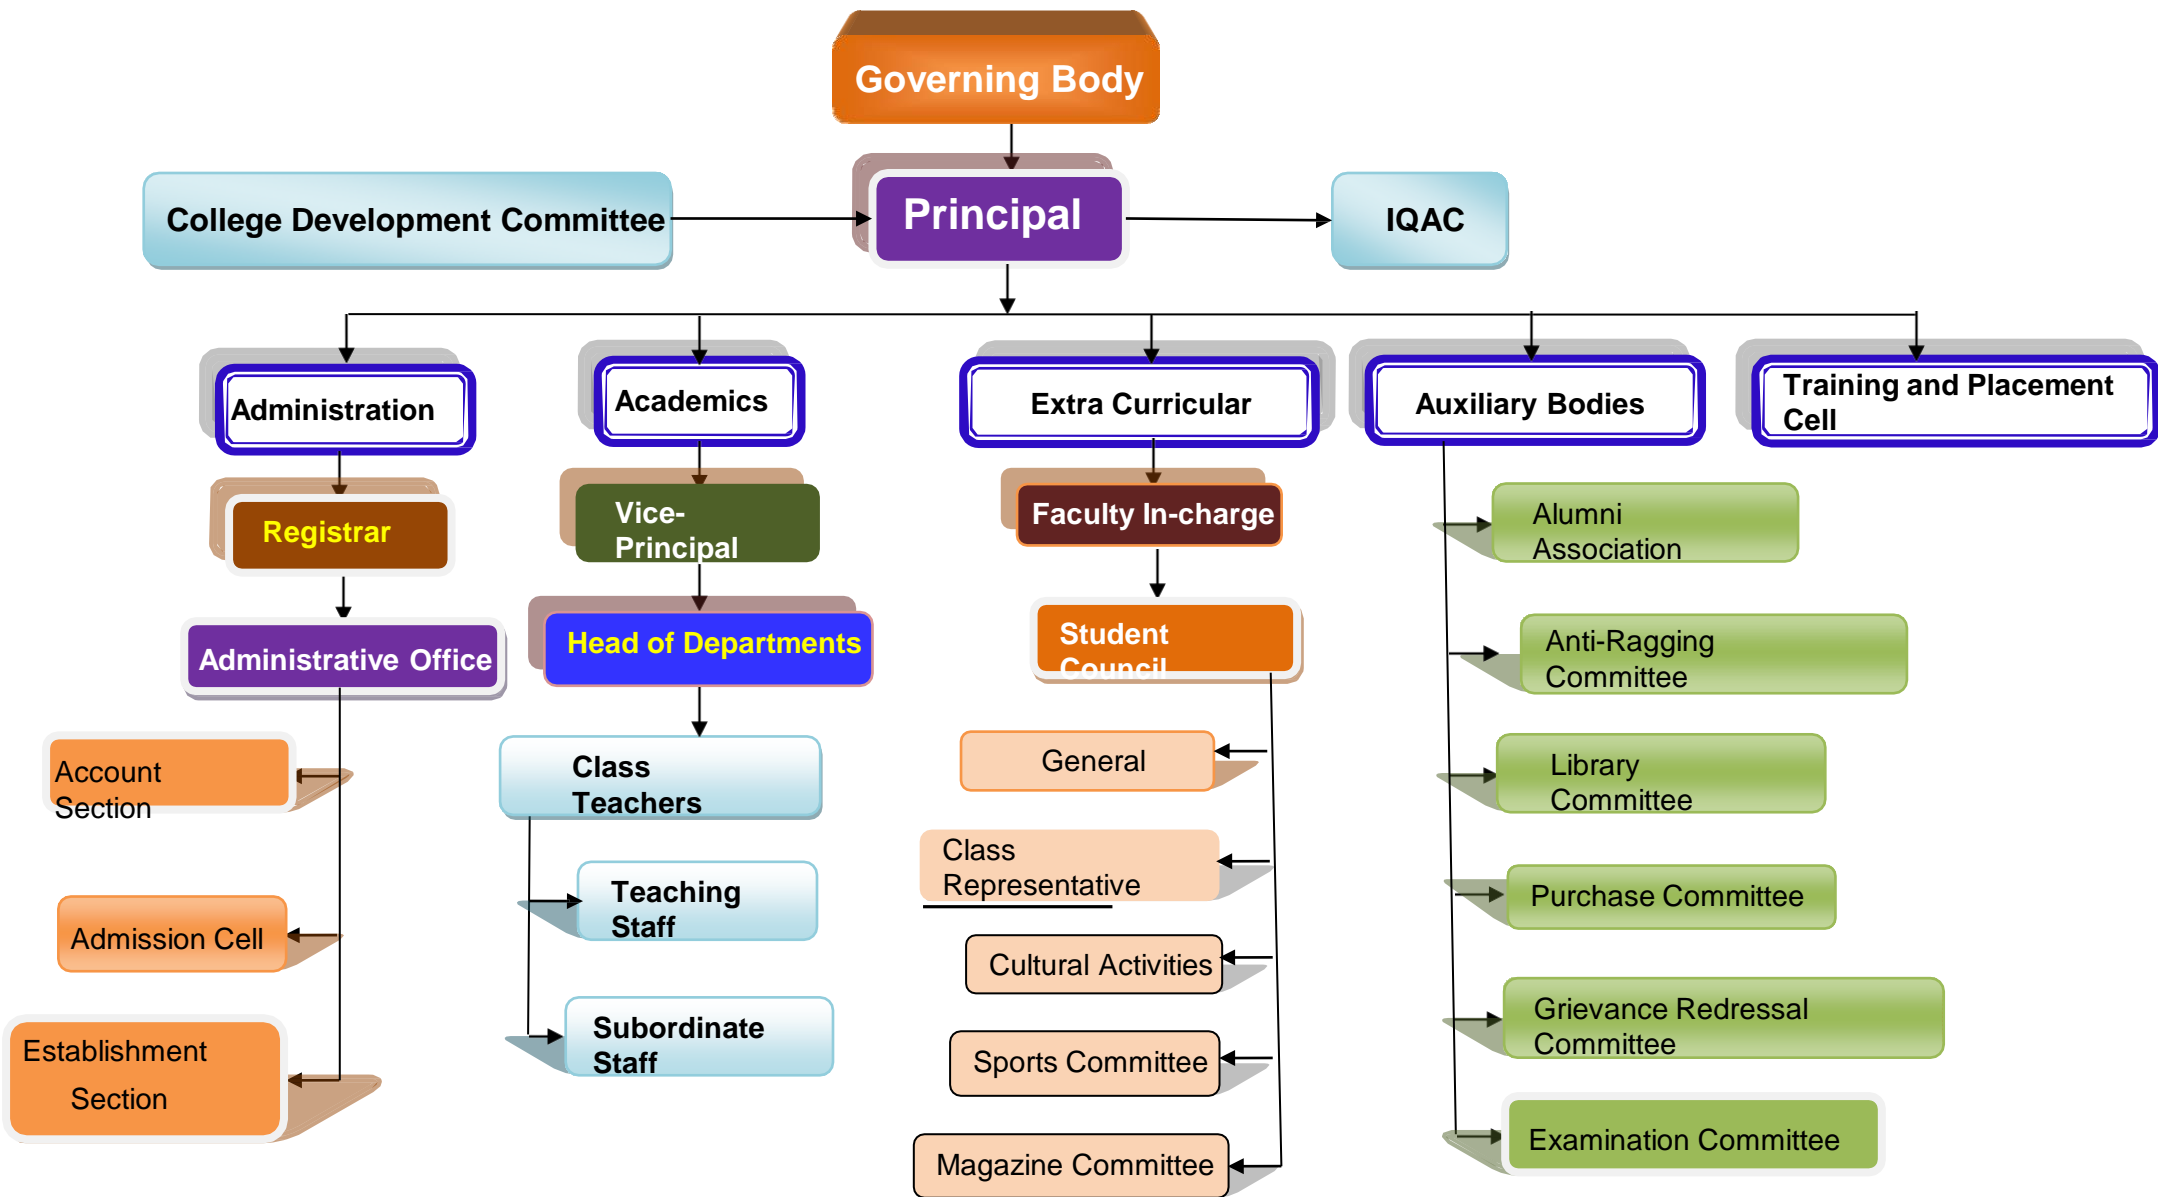 Governing Body
College Development Committee
Principal
IQAC
Administration
Academics
Extra Curricular
Auxiliary Bodies
Training and Placement
Cell
Registrar
Vice-
Principal
Faculty In-charge
Alumni
Association
Administrative Office
Head of Departments
Student
Council
Anti-Ragging
Committee
Account
Section
Class
Teachers
General
Library
Committee
Class
Representative
Teaching
Staff
Purchase Committee
Admission Cell
Cultural Activities
Grievance Redressal
Committee
Establishment
Section
Subordinate
Staff
Sports Committee
Examination Committee
Magazine Committee